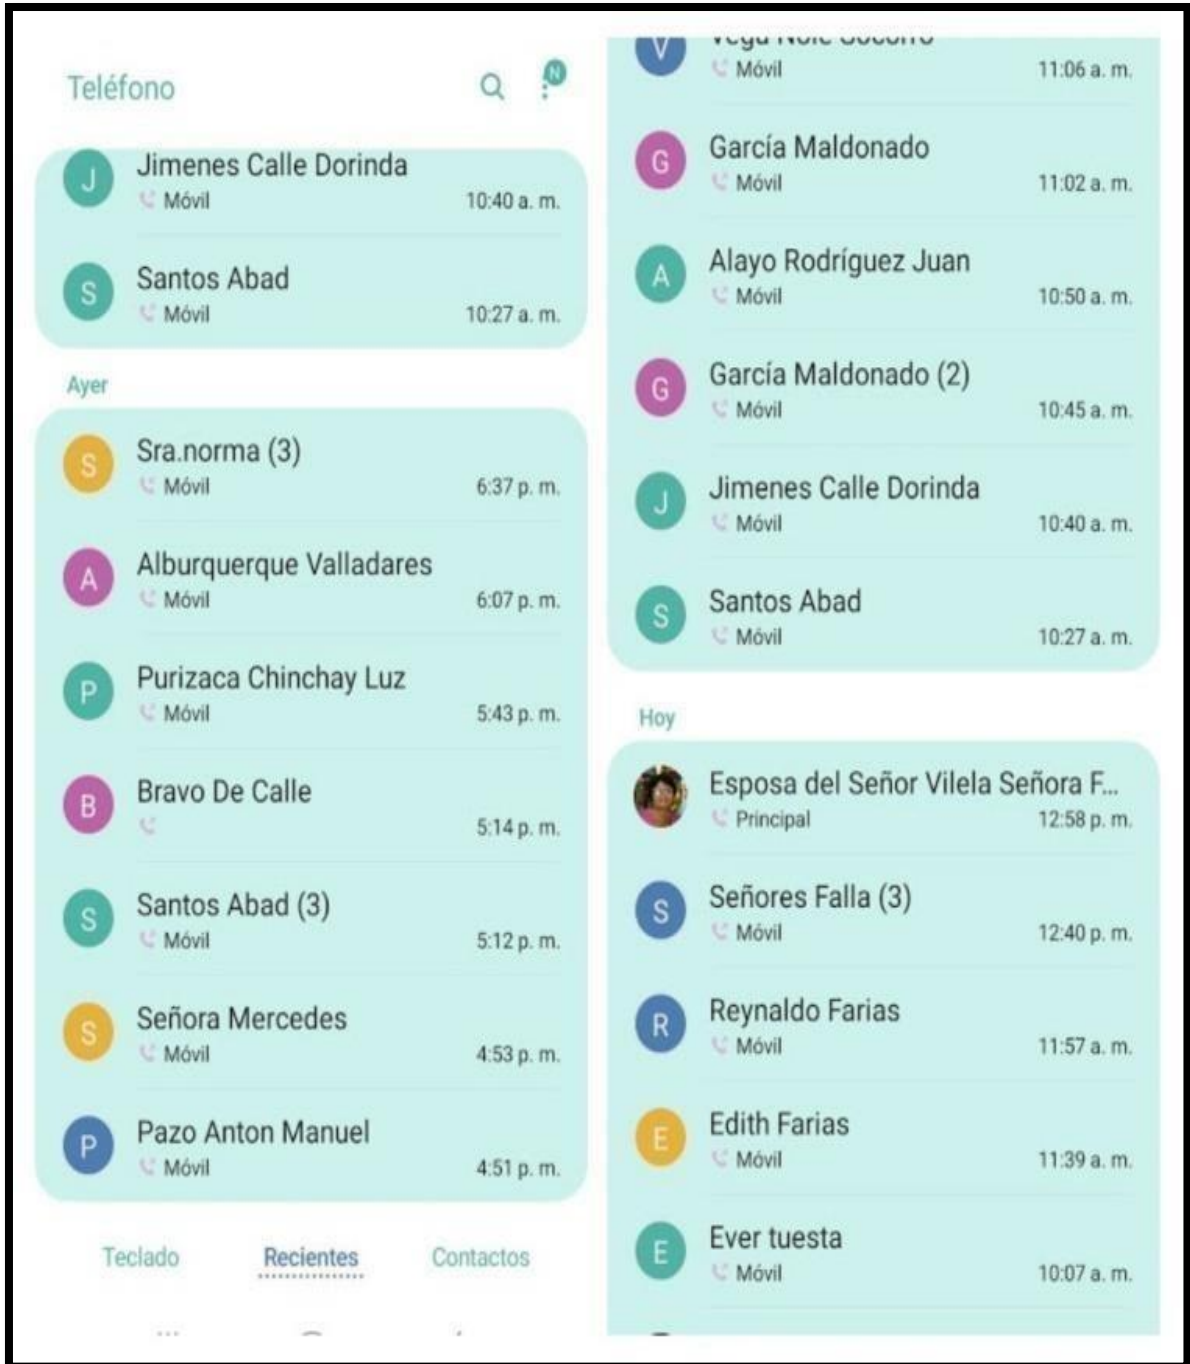 Teléfono
N
J
Jimenes Calle Dorinda
Móvil
10:40 a. m.
S
Santos Abad
Móvil
10:27 a. m.
Ayer
S
Sra.norma (3)
Móvil
6:37 p. m.
A
Alburquerque Valladares
Móvil
6:07 p. m.
P
Purizaca Chinchay Luz
Móvil
5:43 p. m.
B
Bravo De Calle
5:14 p. m.
S
Santos Abad (3)
Móvil
5:12 p. m.
S
Señora Mercedes
Móvil
4:53 p. m.
P
Pazo Anton Manuel
Móvil
4:51 p. m.
Teclado
Recientes
Contactos
V
Vega Nole Socorro
Móvil
11:06 a. m.
G
García Maldonado
Móvil
11:02 a. m.
A
Alayo Rodríguez Juan
Móvil
10:50 a. m.
G
García Maldonado (2)
Móvil
10:45 a. m.
J
Jimenes Calle Dorinda
Móvil
10:40 a. m.
S
Santos Abad
Móvil
10:27 a. m.
Hoy
Esposa del Señor Vilela Señora F...
Principal
12:58 p. m.
S
Señores Falla (3)
Móvil
12:40 p. m.
R
Reynaldo Farias
Móvil
11:57 a. m.
E
Edith Farias
Móvil
11:39 a. m.
E
Ever tuesta
Móvil
10:07 a. m.